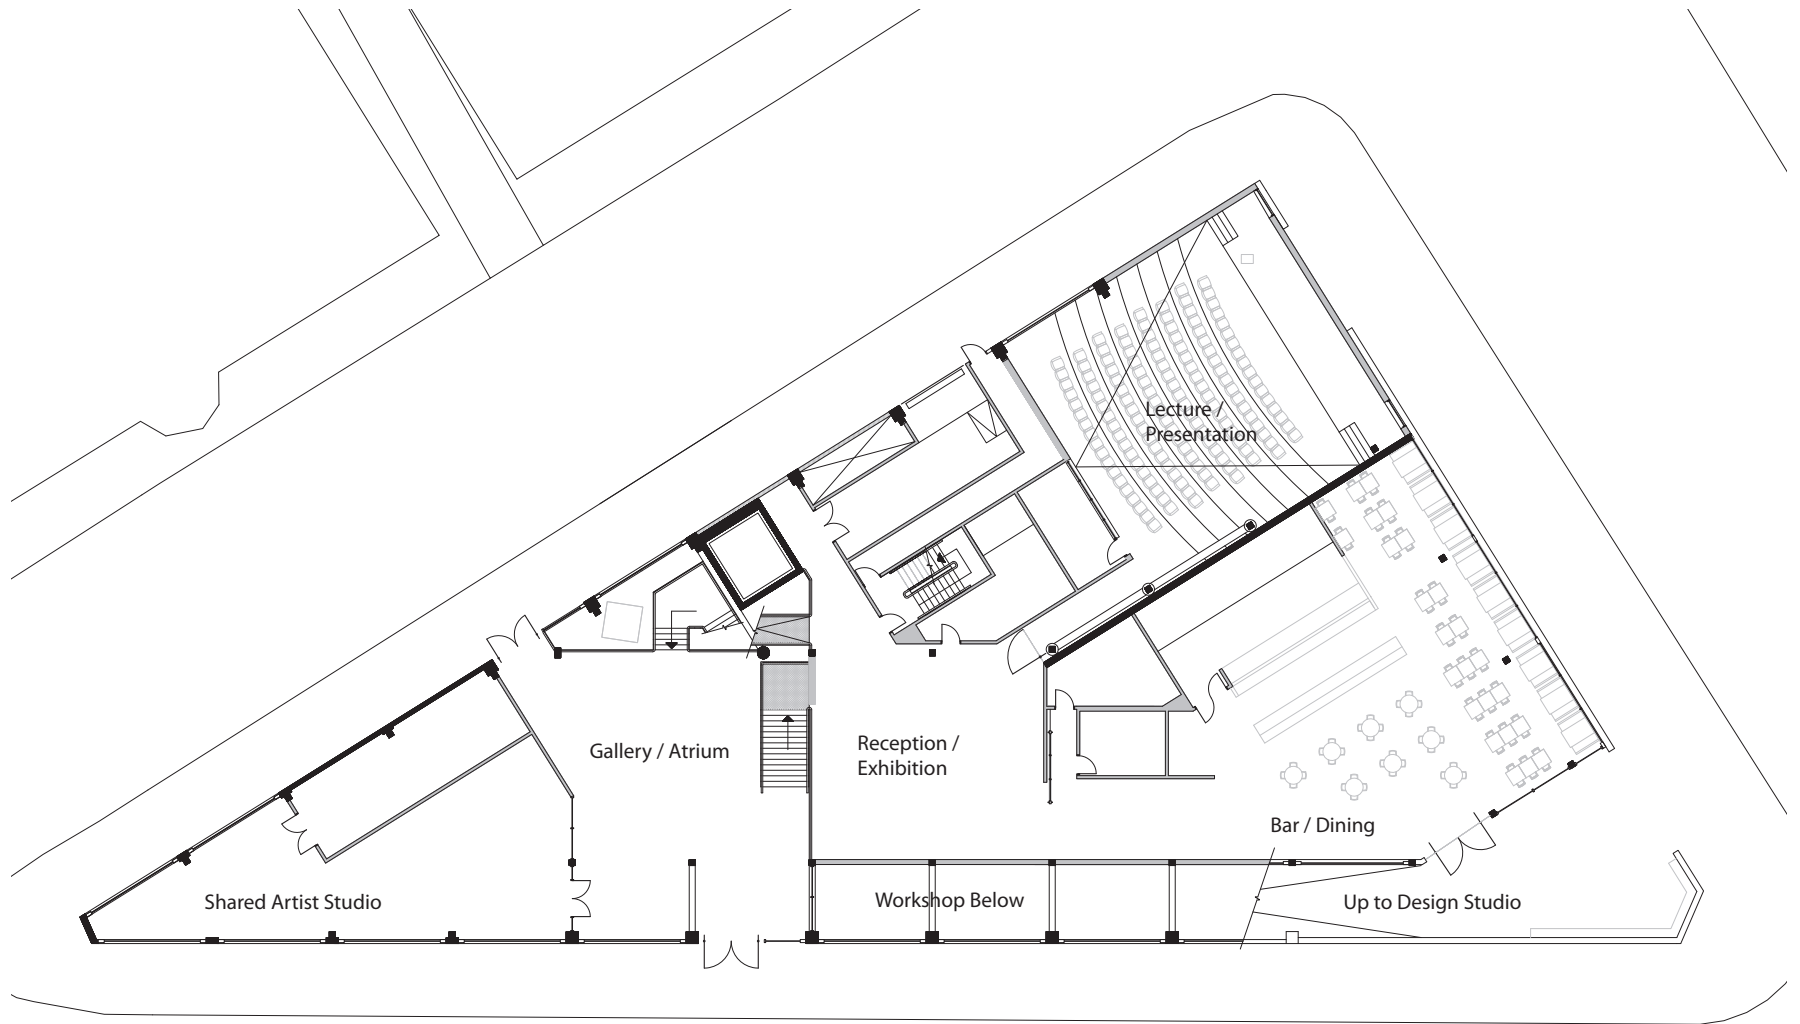 Lecture /
Presentation
Gallery / Atrium
Reception /
Exhibition
Bar / Dining
Shared Artist Studio
Workshop Below
Up to Design Studio